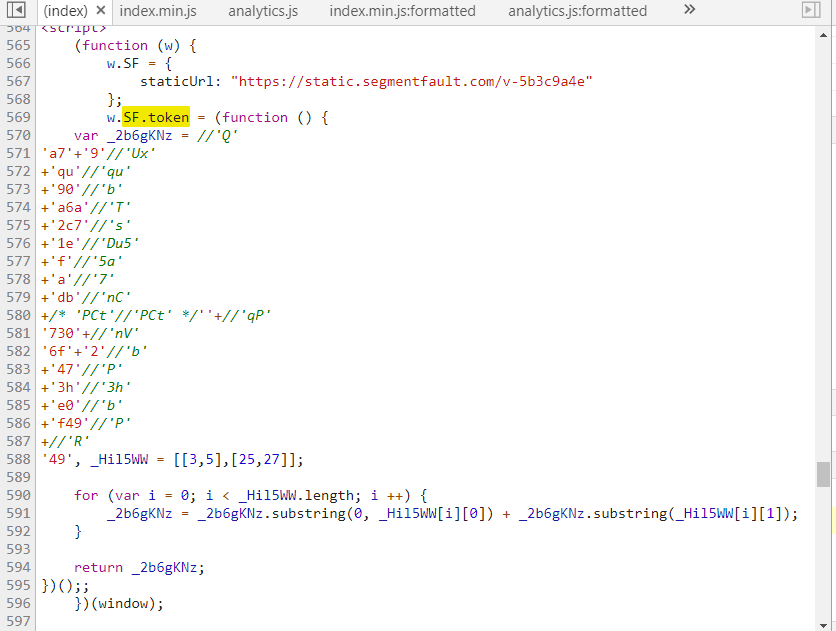 (index) × index.min.js analytics.js index.min.js:formatted analytics.js:formatted »
564 <script>
565 (function (w) {
566 w.SF = {
567 staticUrl: "https://static.segmentfault.com/v-5b3c9a4e"
568 };
569 w.SF.token = (function () {
570 var _2b6gKNz = //'Q'
571 'a7'+'9'//'Ux'
572 +'qu'//'qu'
573 +'90'//'b'
574 +'a6a'//'T'
575 +'2c7'//'s'
576 +'1e'//'Du5'
577 +'f'//'5a'
578 +'a'//'7'
579 +'db'//'nC'
580 +/* 'PCt'//'PCt' */''+//'qP'
581 '730'+//'nV'
582 '6f'+'2'//'b'
583 +'47'//'P'
584 +'3h'//'3h'
585 +'e0'//'b'
586 +'f49'//'P'
587 +//'R'
588 '49', _Hil5WW = [[3,5],[25,27]];
589
590 for (var i = 0; i < _Hil5WW.length; i ++) {
591 _2b6gKNz = _2b6gKNz.substring(0, _Hil5WW[i][0]) + _2b6gKNz.substring(_Hil5WW[i][1]);
592 }
593
594 return _2b6gKNz;
595 })();;
596 })(window);
597